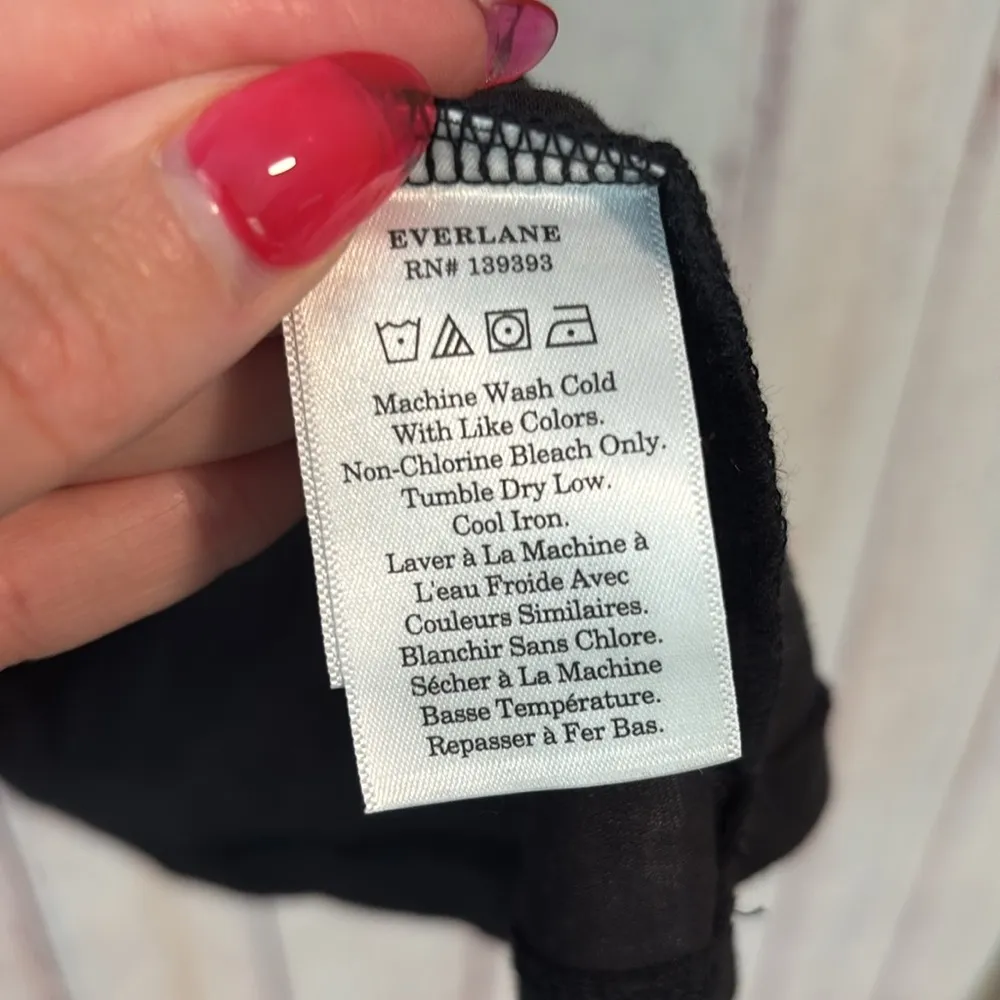 EVERLANE
RN# 139393
Machine Wash Cold
With Like Colors.
Non-Chlorine Bleach Only.
Tumble Dry Low.
Cool Iron.
Laver à La Machine à
L'eau Froide Avec
Couleurs Similaires.
Blanchir Sans Chlore.
Sécher à La Machine
Basse Température.
Repasser à Fer Bas.